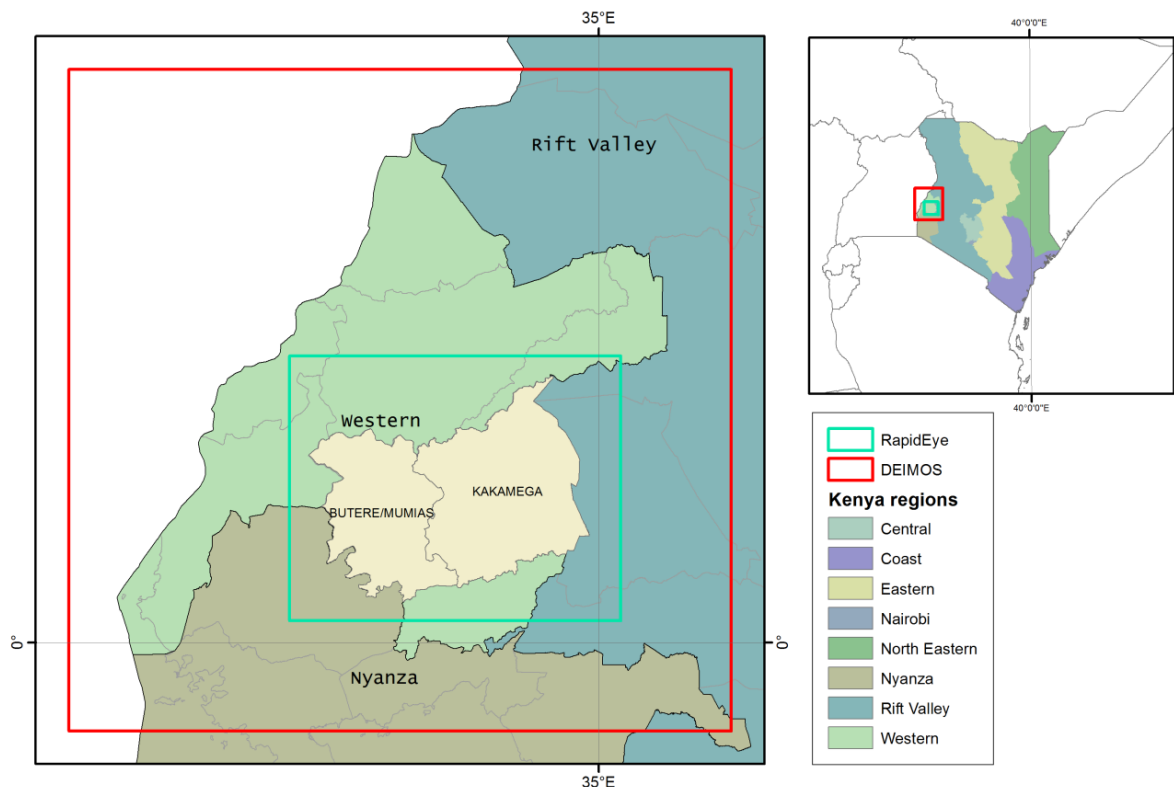 35°E
Rift Valley
Western
KAKAMEGA
BUTERE/MUMIAS
0°
0°
Nyanza
35°E
40°0'0"E
40°0'0"E
RapidEye
DEIMOS
Kenya regions
Central
Coast
Eastern
Nairobi
North Eastern
Nyanza
Rift Valley
Western